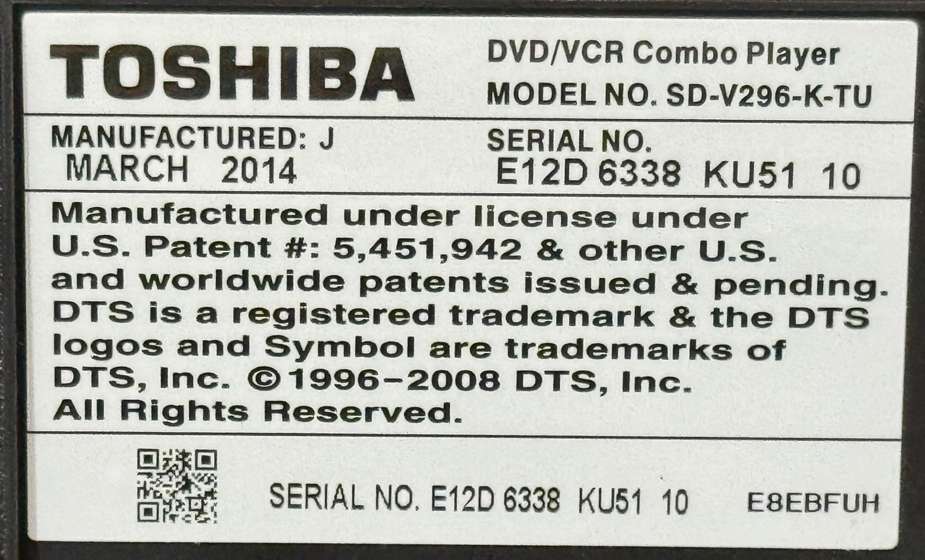 TOSHIBA
DVD/VCR Combo Player
MODEL NO. SD-V296-K-TU
MANUFACTURED: J
MARCH 2014
SERIAL NO.
E12D 6338 KU51 10
Manufactured under license under
U.S. Patent #: 5,451,942 & other U.S.
and worldwide patents issued & pending.
DTS is a registered trademark & the DTS
logos and Symbol are trademarks of
DTS, Inc. © 1996-2008 DTS, Inc.
All Rights Reserved.
SERIAL NO. E12D 6338 KU51 10
E8EBFUH